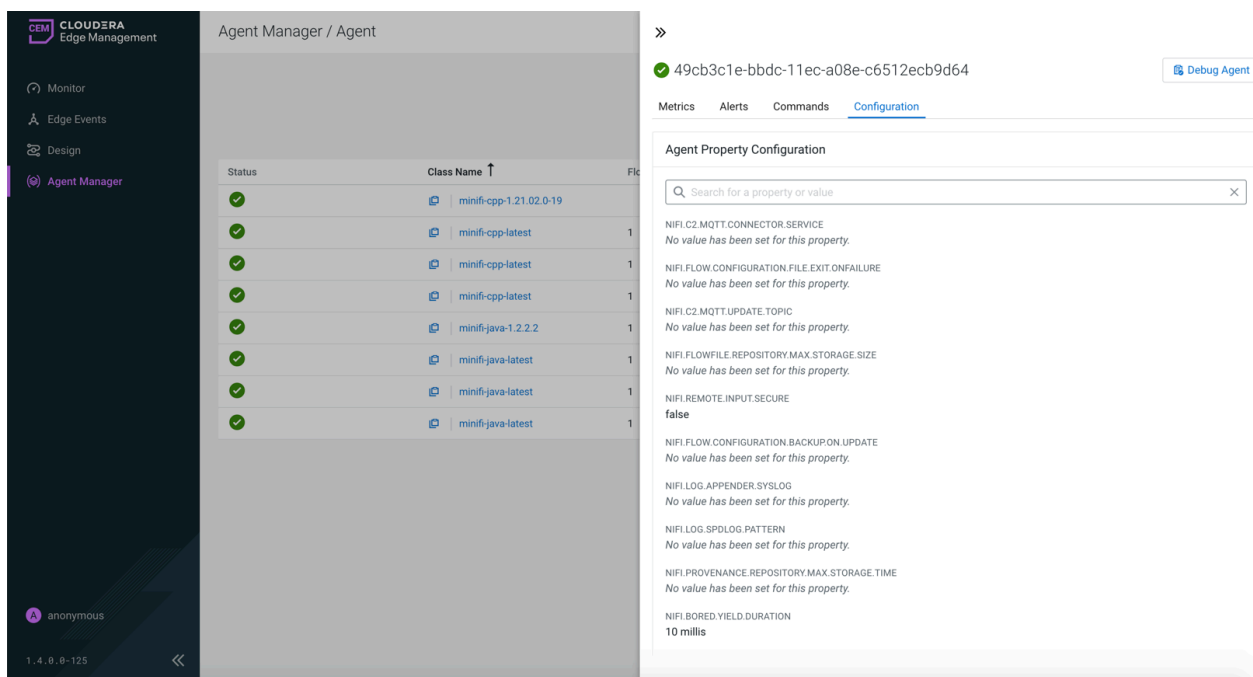 CEM
CLOUDERA
Edge Management
Monitor
Edge Events
Design
Agent Manager
A anonymous
1.4.0.0-125
Agent Manager / Agent
Status Class Name
minifi-cpp-1.21.02.0-19
minifi-cpp-latest 1
minifi-cpp-latest 1
minifi-cpp-latest 1
minifi-java-1.2.2.2 1
minifi-java-latest 1
minifi-java-latest 1
minifi-java-latest 1
49cb3c1e-bbdc-11ec-a08e-c6512ecb9d64
Debug Agent
Metrics Alerts Commands Configuration
Agent Property Configuration
Search for a property or value
NIFI.C2.MQTT.CONNECTOR.SERVICE
No value has been set for this property.
NIFI.FLOW.CONFIGURATION.FILE.EXIT.ONFAILURE
No value has been set for this property.
NIFI.C2.MQTT.UPDATE.TOPIC
No value has been set for this property.
NIFI.FLOWFILE.REPOSITORY.MAX.STORAGE.SIZE
No value has been set for this property.
NIFI.REMOTE.INPUT.SECURE
false
NIFI.FLOW.CONFIGURATION.BACKUP.ON.UPDATE
No value has been set for this property.
NIFI.LOG.APPENDER.SYSLOG
No value has been set for this property.
NIFI.LOG.SPDLOG.PATTERN
No value has been set for this property.
NIFI.PROVENANCE.REPOSITORY.MAX.STORAGE.TIME
No value has been set for this property.
NIFI.BORED.YIELD.DURATION
10 millis